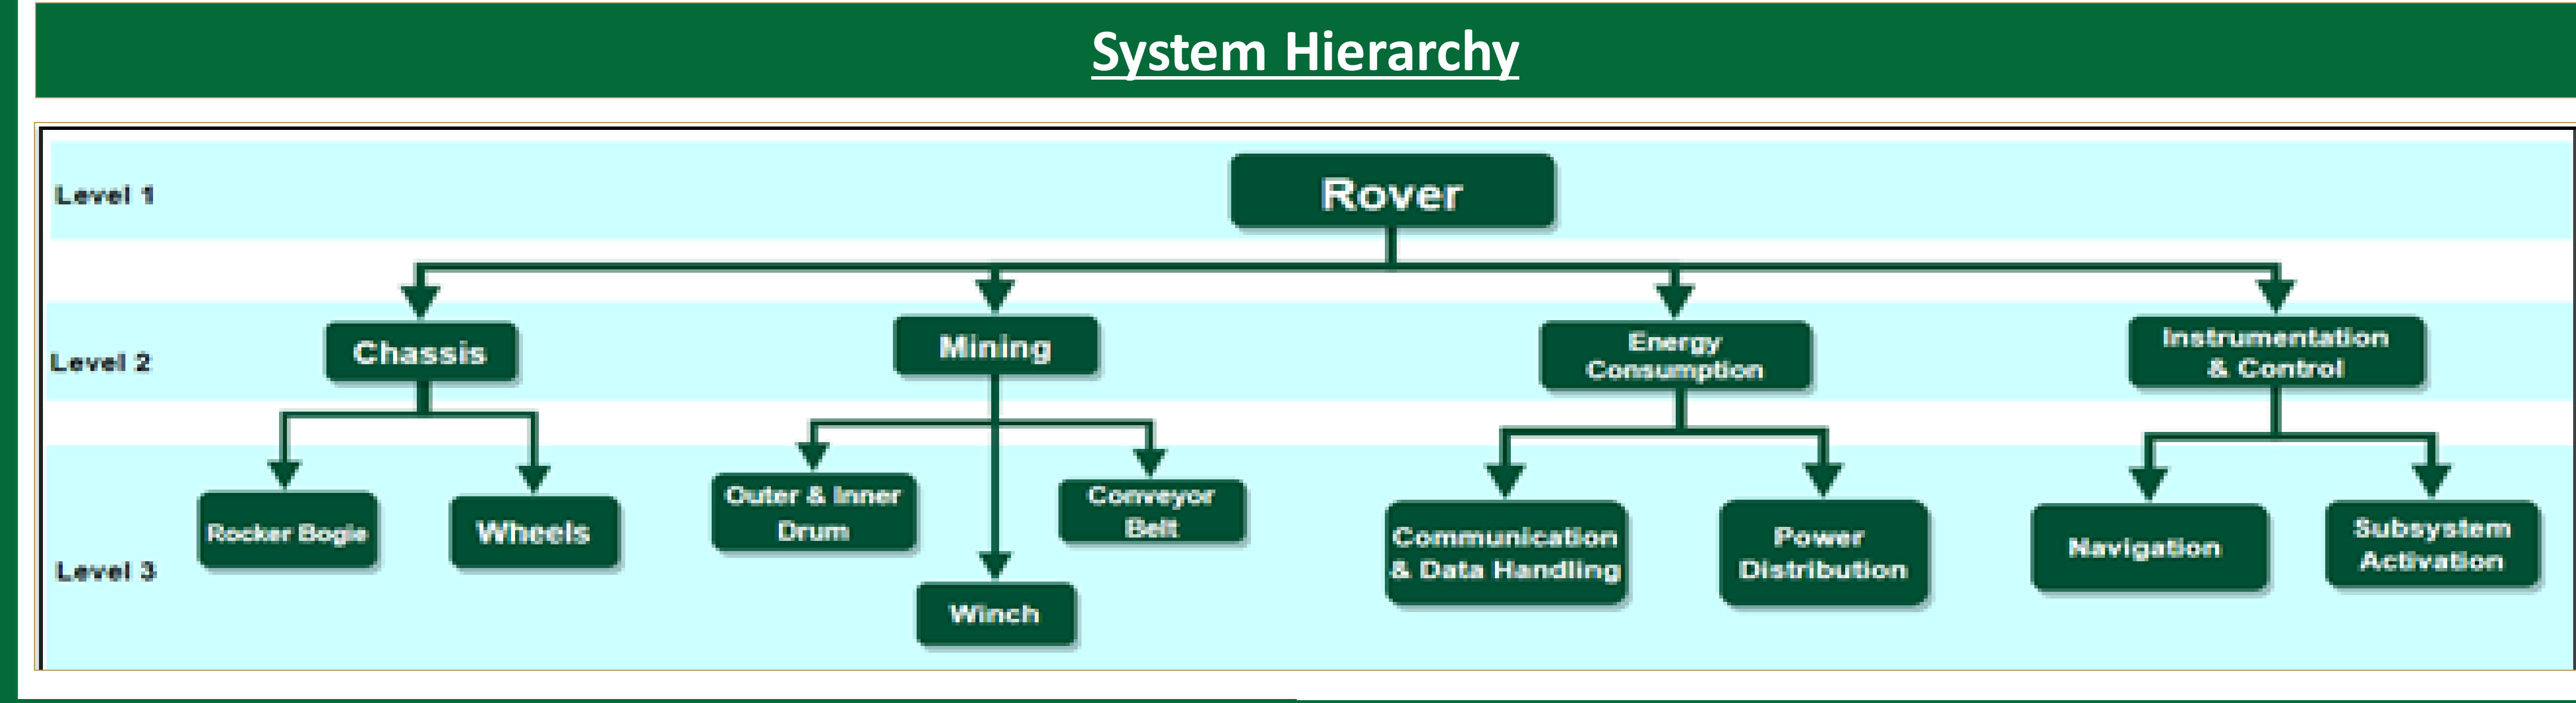 System Hierarchy
Level 1
Rover
Level 2
Chassis
Mining
Energy
Consumption
Instrumentation
& Control
Level 3
Rocker Bogie
Wheels
Outer & Inner
Drum
Winch
Conveyor
Belt
Communication
& Data Handling
Power
Distribution
Navigation
Subsystem
Activation